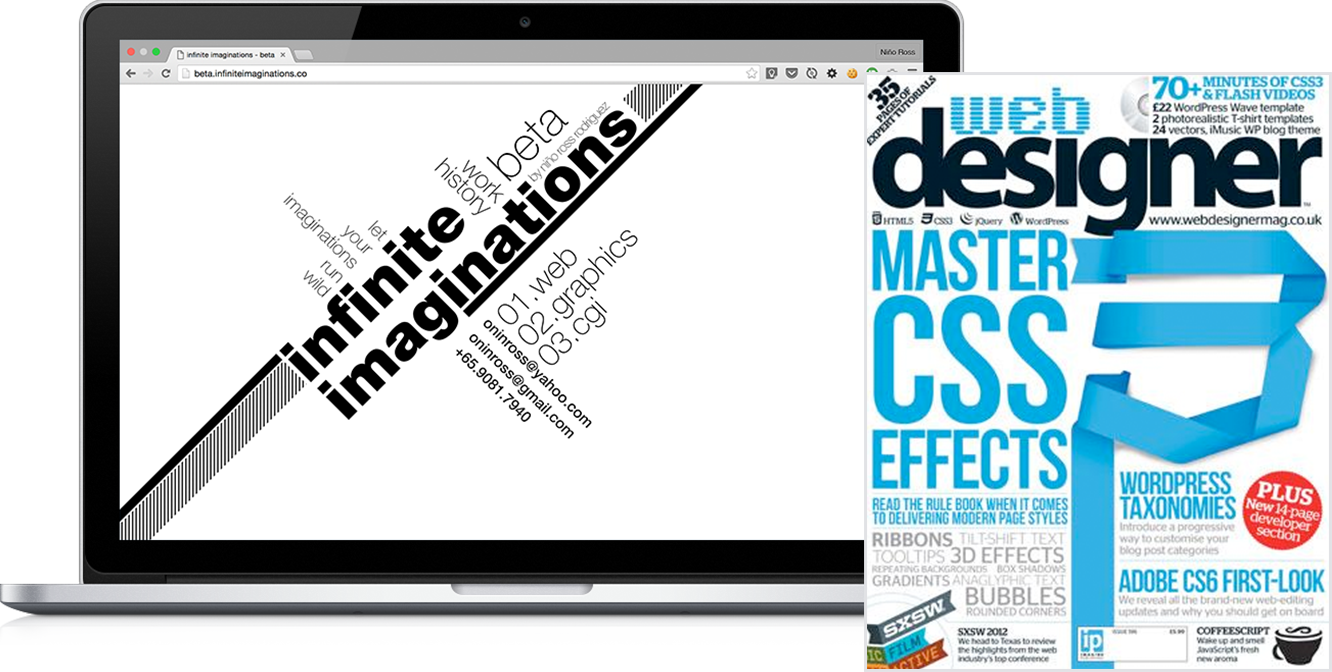 infinite imaginations - beta
Niño Ross
beta.infiniteimaginations.co
beta
by niño ross rodriguez
work
history
let
your
imaginations
run
wild
infinite
imaginations
01.web
02.graphics
03.cgi
oninross@yahoo.com
oninross@gmail.com
+65.9081.7940
35
PAGES OF
EXPERT TUTORIALS
70+ MINUTES OF CSS3
& FLASH VIDEOS
£22 WordPress Wave template
2 photorealistic T-shirt templates
24 vectors, iMusic WP blog theme
web
designer
™
HTML5 CSS3 jQuery WordPress
www.webdesignermag.co.uk
MASTER
CSS
EFFECTS
READ THE RULE BOOK WHEN IT COMES
TO DELIVERING MODERN PAGE STYLES
RIBBONS TILT-SHIFT TEXT
TOOLTIPS 3D EFFECTS
REPEATING BACKGROUNDS BOX SHADOWS
GRADIENTS ANAGLYPHIC TEXT
BUBBLES
ROUNDED CORNERS
WORDPRESS
TAXONOMIES
Introduce a progressive
way to customise your
blog post categories
PLUS
New 14-page
developer
section
ADOBE CS6 FIRST-LOOK
We reveal all the brand-new web-editing
updates and why you should get on board
SXSW
FILM
SXSW 2012
We head to Texas to review
the highlights from the web
industry's top conference
ip
IMAGINE
ISSUE 196
£5.99
COFFEESCRIPT
Wake up and smell
JavaScript's fresh
new aroma